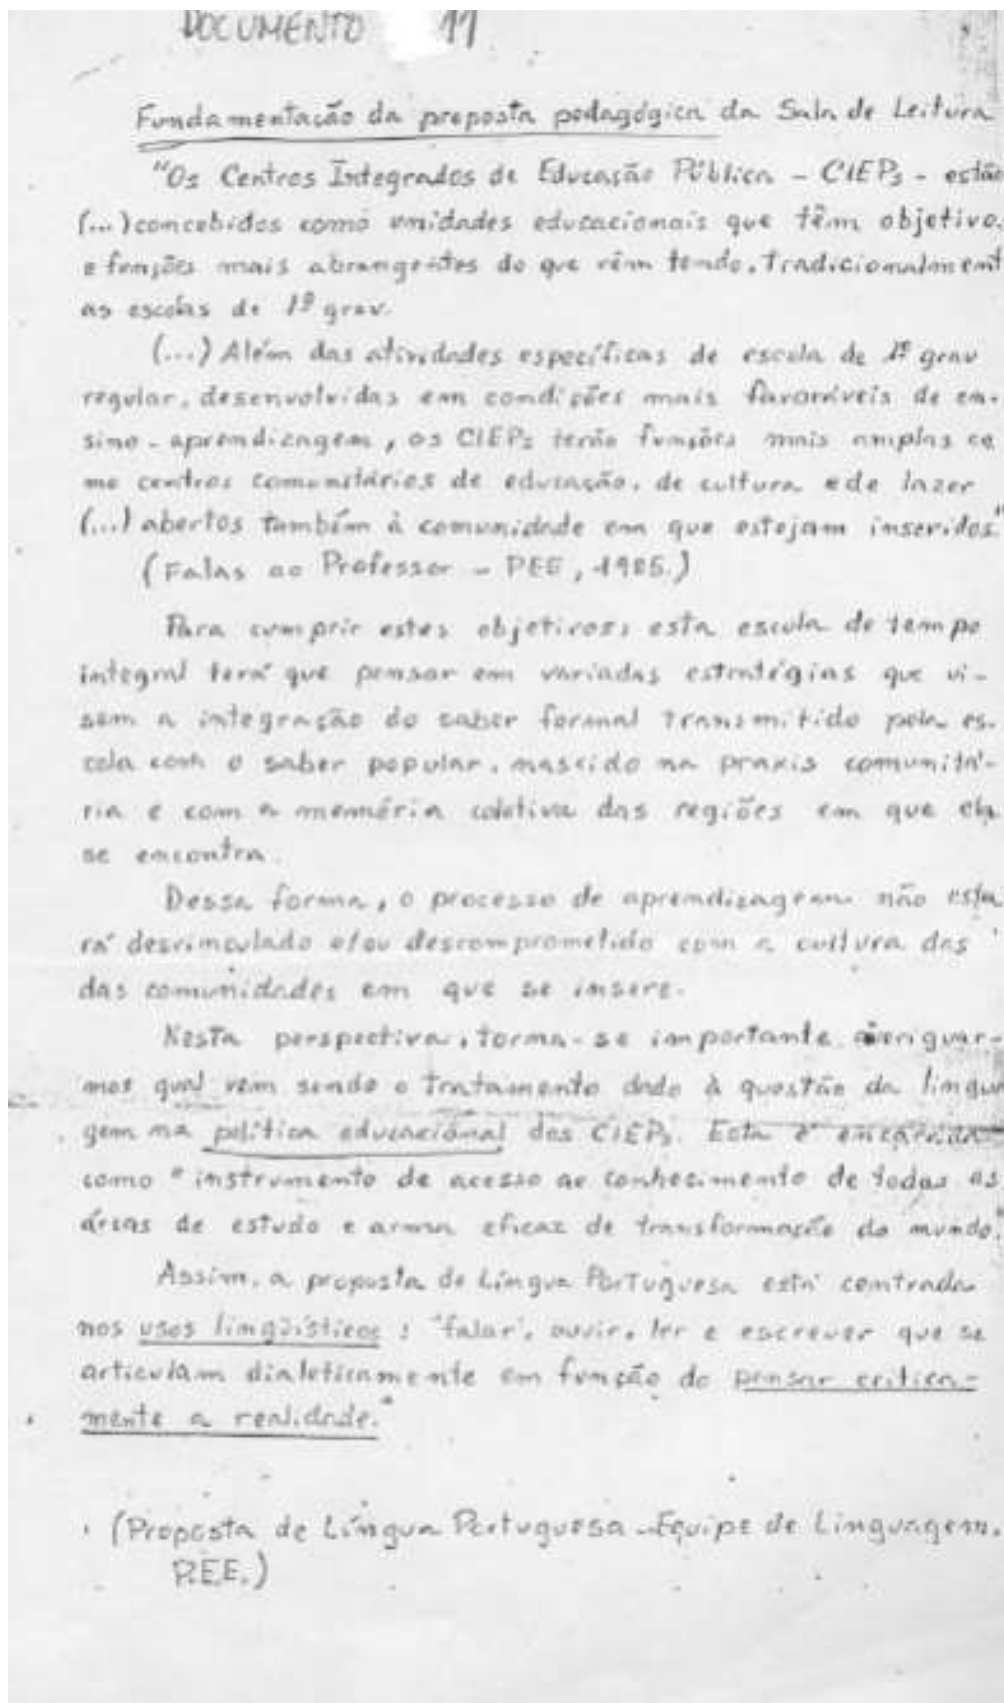 DOCUMENTO 11
Fundamentação da proposta pedagógica da Sala de Leitura
"Os Centros Integrados de Educação Pública - CIEPs - estão
(...) concebidos como unidades educacionais que têm objetivo,
e funções mais abrangentes do que vêm tendo, tradicionalment
as escolas de 1º grau.
(...) Além das atividades específicas de escola de 1º grau
regular, desenvolvidas em condições mais favoráveis de en-
sino-aprendizagem, os CIEPs terão funções mais amplas co
mo centros comunitários de educação, de cultura e de lazer
(...) abertos também à comunidade em que estejam inseridos"
(Falas ao Professor - PEE, 1985.)
Para cumprir estes objetivos, esta escola de tempo
integral terá que pensar em variadas estratégias que vi-
sem a integração do saber formal transmitido pela es-
cola com o saber popular, nascido na praxis comunitá-
ria e com a memória coletiva das regiões em que ela
se encontra.
Dessa forma, o processo de aprendizagem não esta
rá desvinculado e/ou descomprometido com a cultura das
das comunidades em que se insere.
Nesta perspectiva, torna-se importante averiguar-
mos qual vem sendo o tratamento dado à questão da lingua
gem na política educacional dos CIEPs. Esta é encarada
como "instrumento de acesso ao conhecimento de todas as
áreas de estudo e arma eficaz de transformação do mundo."
Assim, a proposta de Língua Portuguesa está centrada
nos usos lingüísticos: "falar, ouvir, ler e escrever que se
articulam dialeticamente em função do pensar critica-
mente a realidade."
(Proposta de Língua Portuguesa - Equipe de Linguagem.
P.E.E.)